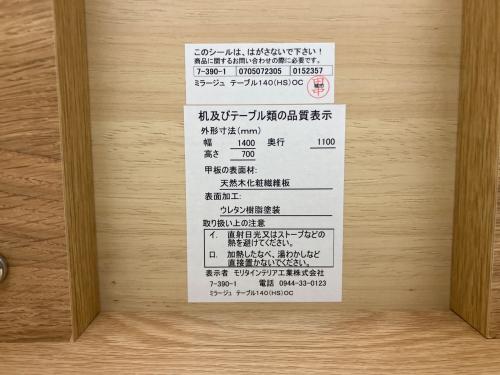 このシールは、はがさないで下さい！
商品に関するお問い合わせの際に必要です。
7-390-1 0705072305 0152357
ミラージュ テーブル140(HS)OC
机及びテーブル類の品質表示
外形寸法(mm)
幅 1400 奥行 1100
高さ 700
甲板の表面材:
天然木化粧繊維板
表面加工:
ウレタン樹脂塗装
取り扱い上の注意
イ. 直射日光又はストーブなどの
熱を避けてください。
ロ. 加熱したなべ、湯わかしなど
直接置かないでください。
表示者 モリタインテリア工業株式会社
7-390-1 電話 0944-33-0123
ミラージュ テーブル140(HS)OC